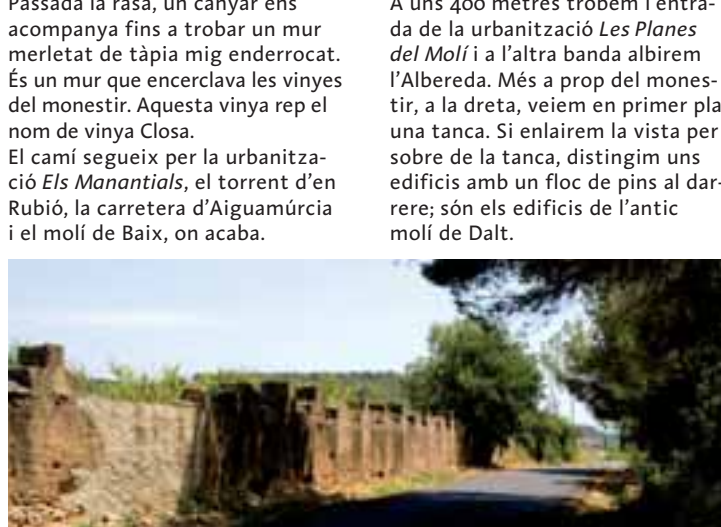 Passada la rasa, un canyar ens
acompanya fins a trobar un mur
merletat de tàpia mig enderrocat.
És un mur que encerclava les vinyes
del monestir. Aquesta vinya rep el
nom de vinya Closa.
El camí segueix per la urbanitza-
ció Els Manantials, el torrent d'en
Rubió, la carretera d'Aiguamúrcia
i el molí de Baix, on acaba.
A uns 400 metres trobem l'entra-
da de la urbanització Les Planes
del Molí i a l'altra banda albirem
l'Albereda. Més a prop del mones-
tir, a la dreta, veiem en primer pla
una tanca. Si enlairem la vista per
sobre de la tanca, distingim uns
edificis amb un floc de pins al dar-
rere; són els edificis de l'antic
molí de Dalt.